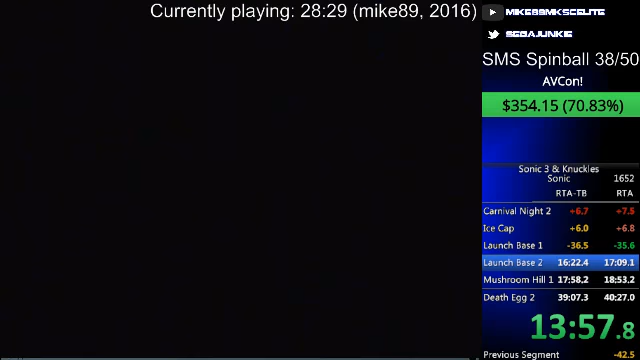 Currently playing: 28:29 (mike89, 2016)
MIKE89MKSCELITE
SEGAJUNKIE
SMS Spinball 38/50
AVCon!
$354.15 (70.83%)
Sonic 3 & Knuckles
Sonic 1652
RTA-TB RTA
Carnival Night 2 +6.7 +7.5
Ice Cap +6.0 +6.8
Launch Base 1 -36.5 -35.6
Launch Base 2 16:22.4 17:09.1
Mushroom Hill 1 17:58.2 18:53.2
Death Egg 2 39:07.3 40:27.0
13:57.8
Previous Segment -42.5